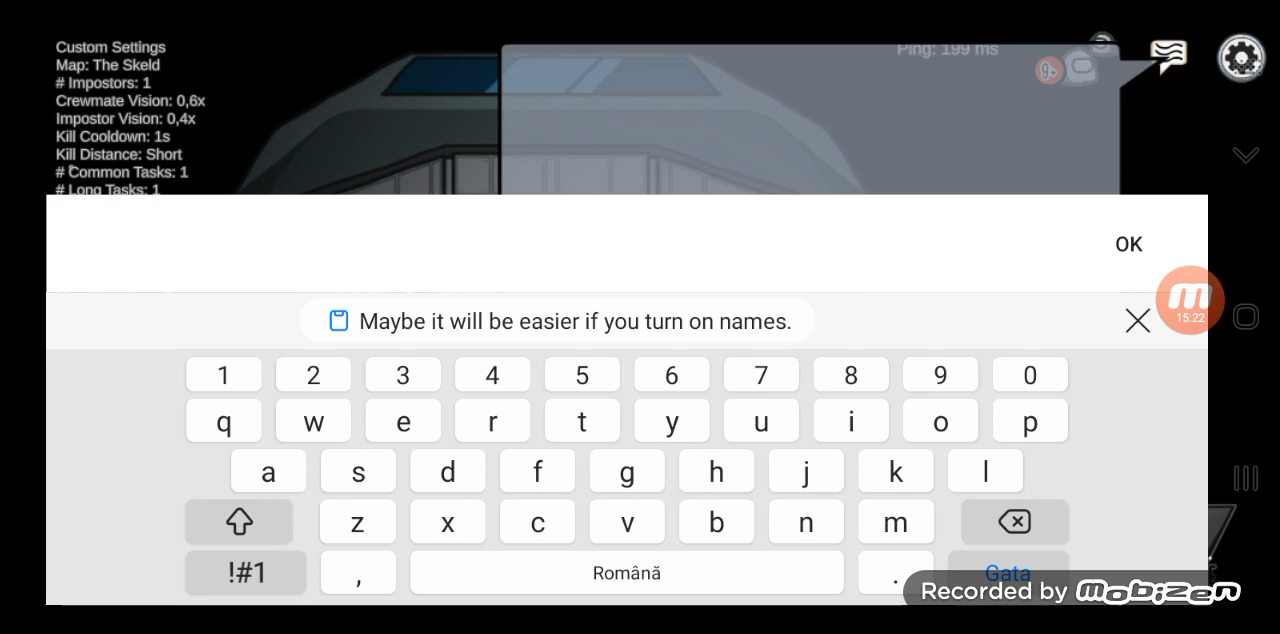 Custom Settings
Map: The Skeld
# Impostors: 1
Crewmate Vision: 0,6x
Impostor Vision: 0,4x
Kill Cooldown: 1s
Kill Distance: Short
# Common Tasks: 1
# Long Tasks: 1
Ping: 199 ms
9+
OK
Maybe it will be easier if you turn on names.
15:22
1 2 3 4 5 6 7 8 9 0
q w e r t y u i o p
a s d f g h j k l
z x c v b n m
!#1 , Română . Gata
Recorded by mobizen